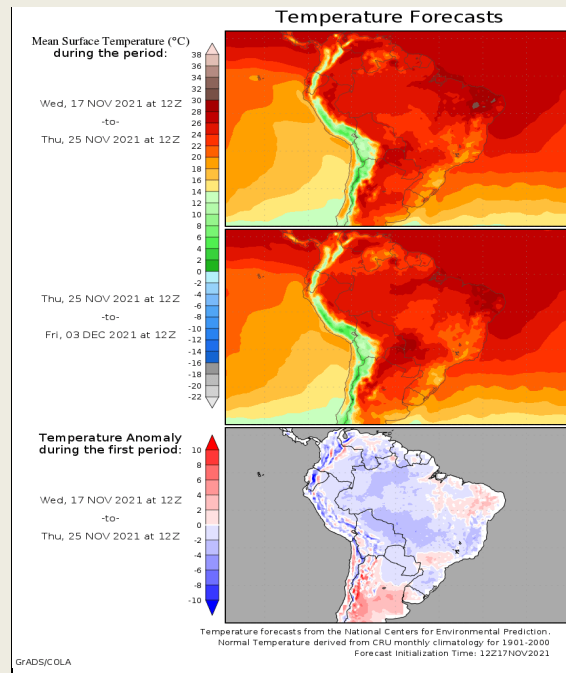 Temperature Forecasts
Mean Surface Temperature (°C)
during the period:
Wed, 17 NOV 2021 at 12Z
-to-
Thu, 25 NOV 2021 at 12Z
38
36
34
32
30
28
26
24
22
20
18
16
14
12
10
8
6
4
2
0
-2
-4
-6
-8
-10
-12
-14
-16
-18
-20
-22
Thu, 25 NOV 2021 at 12Z
-to-
Fri, 03 DEC 2021 at 12Z
Temperature Anomaly
during the first period:
Wed, 17 NOV 2021 at 12Z
-to-
Thu, 25 NOV 2021 at 12Z
10
8
6
4
2
0
-2
-4
-6
-8
-10
Temperature forecasts from the National Centers for Environmental Prediction.
Normal Temperature derived from CRU monthly climatology for 1901-2000
Forecast Initialization Time: 12Z17NOV2021
GrADS/COLA